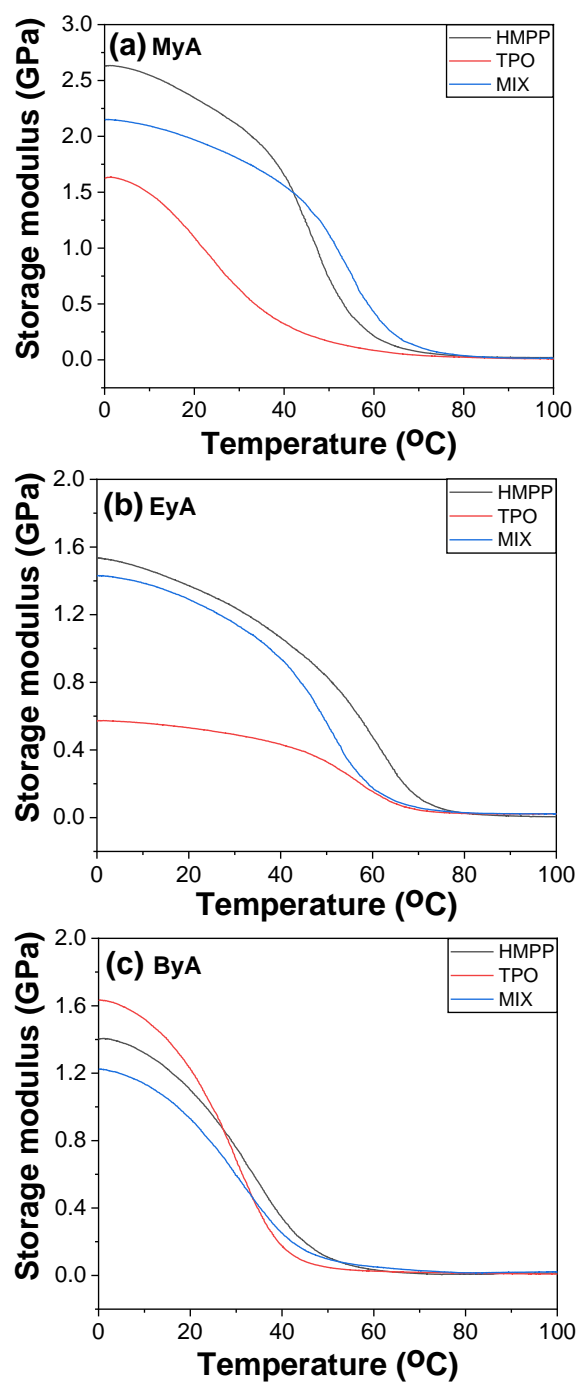 (a) MyA
HMPP
TPO
MIX
Storage modulus (GPa)
3.0
2.5
2.0
1.5
1.0
0.5
0.0
0 20 40 60 80 100
Temperature (ºC)
(b) EyA
HMPP
TPO
MIX
Storage modulus (GPa)
2.0
1.6
1.2
0.8
0.4
0.0
0 20 40 60 80 100
Temperature (ºC)
(c) ByA
HMPP
TPO
MIX
Storage modulus (GPa)
2.0
1.6
1.2
0.8
0.4
0.0
0 20 40 60 80 100
Temperature (ºC)